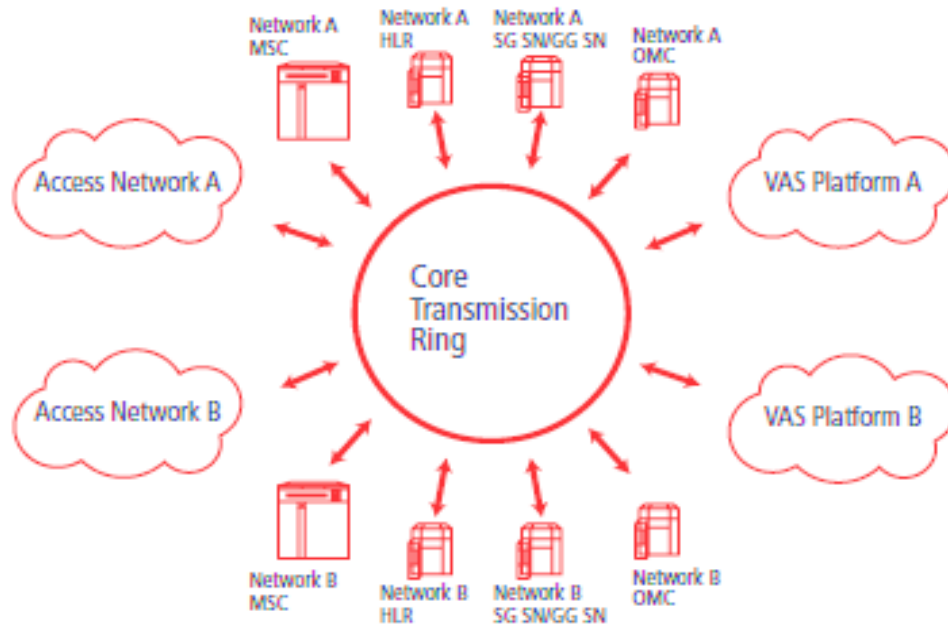 Network A
MSC
Network A
HLR
Network A
SG SN/GG SN
Network A
OMC
Access Network A
VAS Platform A
Core
Transmission
Ring
Access Network B
VAS Platform B
Network B
MSC
Network B
HLR
Network B
SG SN/GG SN
Network B
OMC